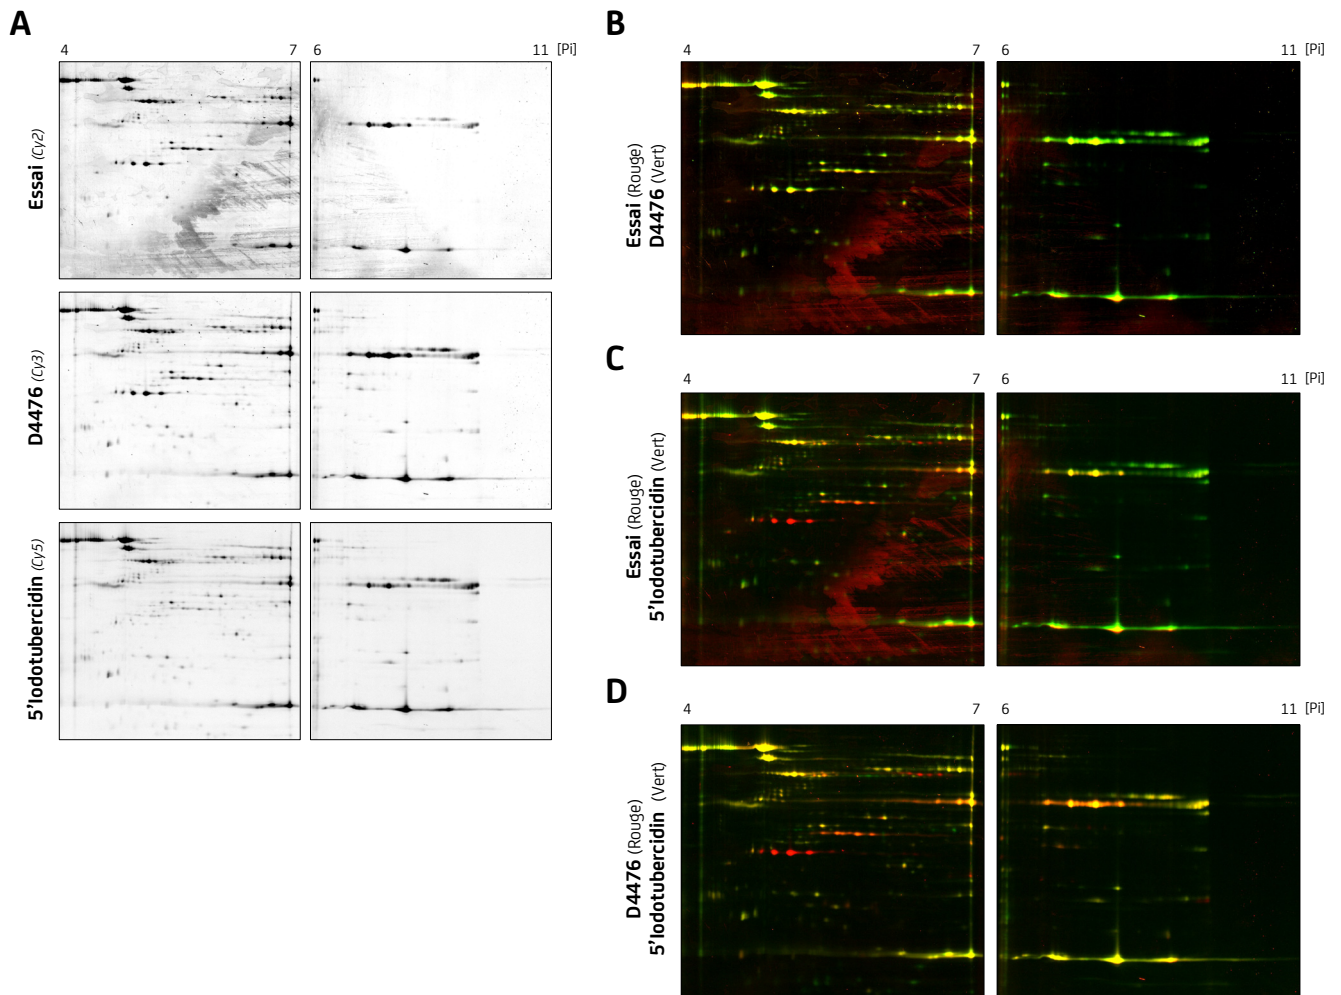 A
4 7 6 11 [Pi]
Essai (Cy2)
D4476 (Cy3)
5'Iodotubercidin (Cy5)
B
4 7 6 11 [Pi]
Essai (Rouge)
D4476 (Vert)
C
4 7 6 11 [Pi]
Essai (Rouge)
5'Iodotubercidin (Vert)
D
4 7 6 11 [Pi]
D4476 (Rouge)
5'Iodotubercidin (Vert)